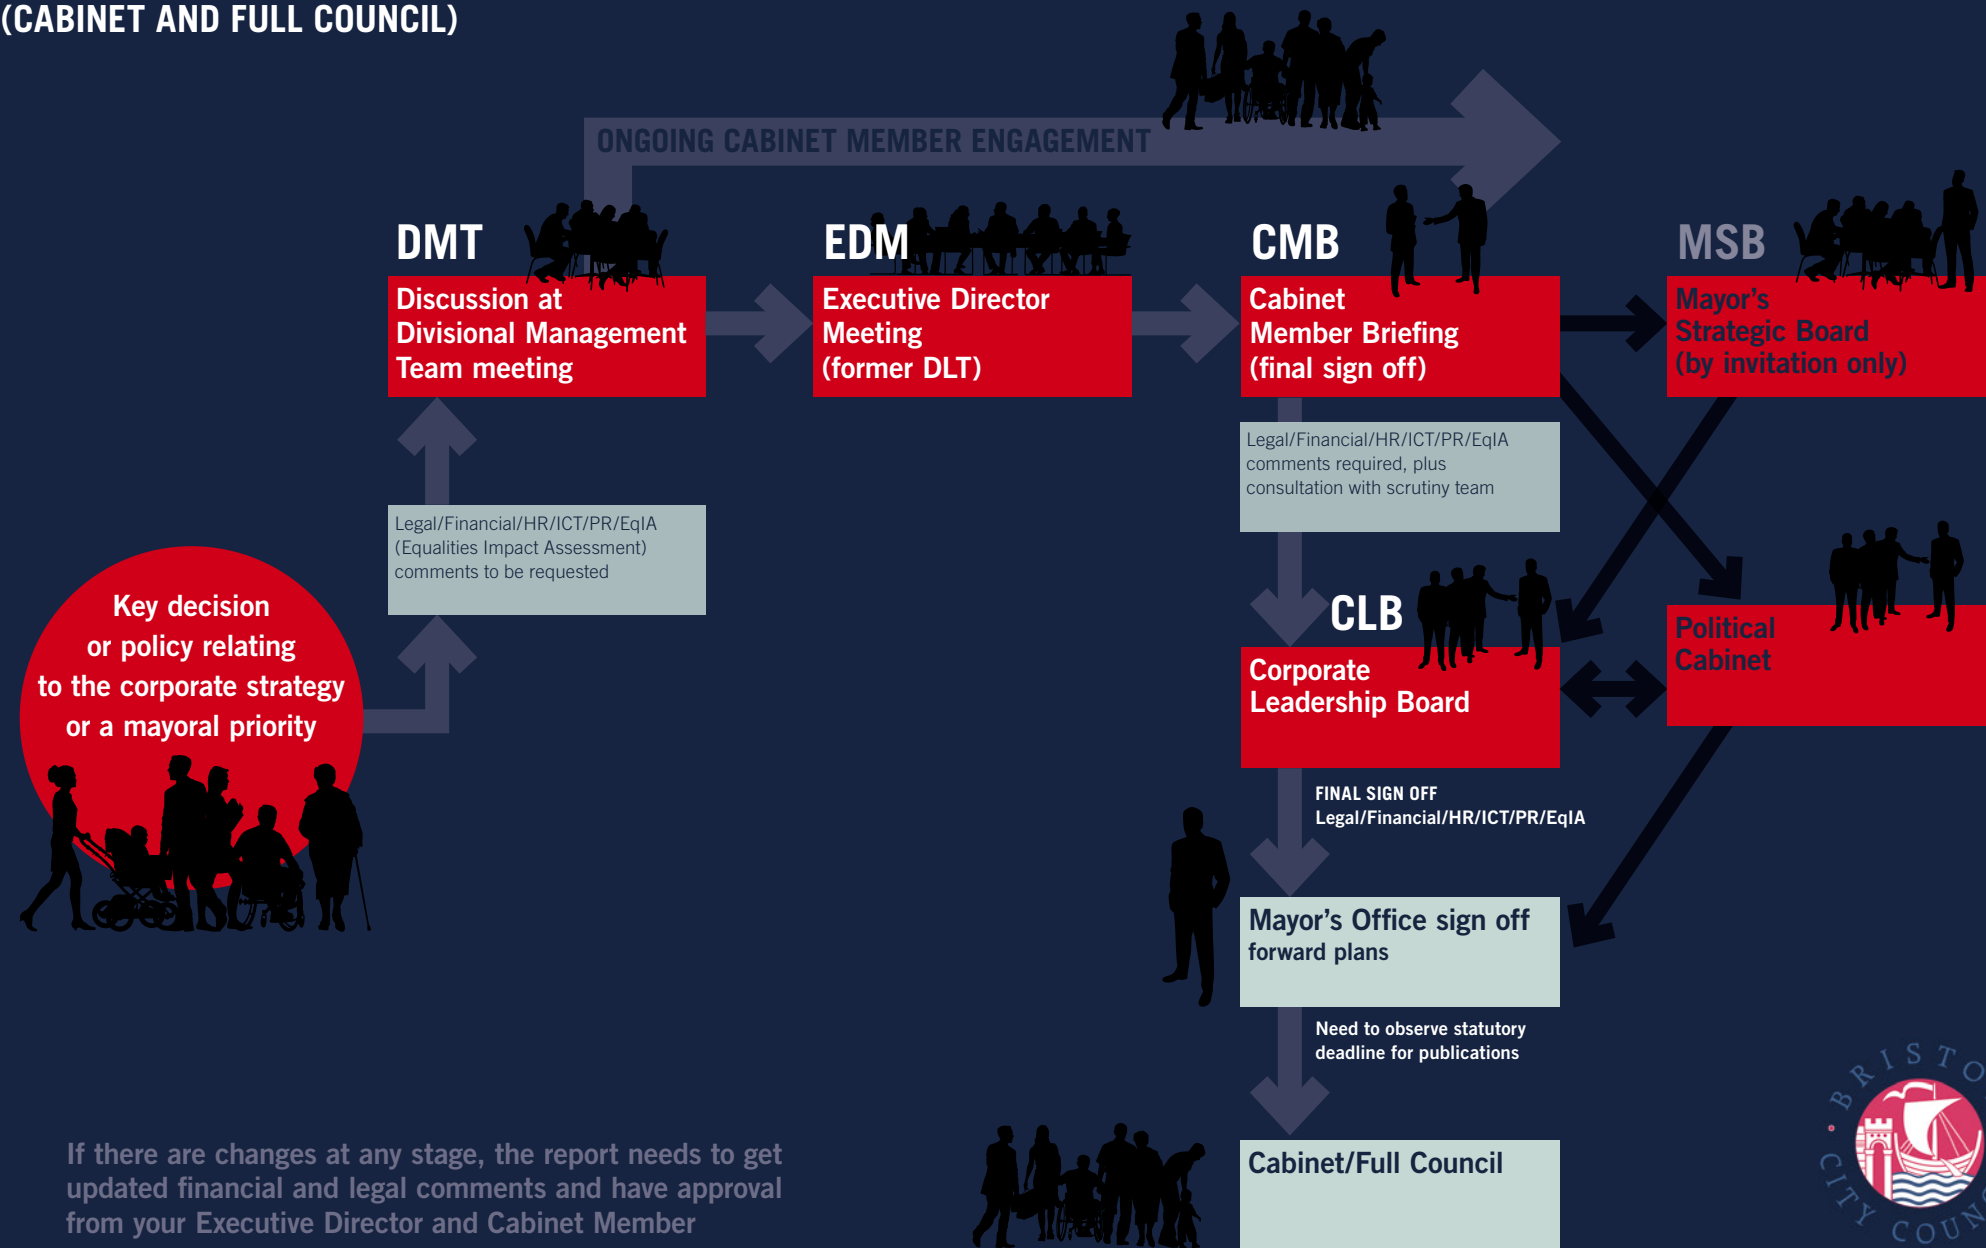 (CABINET AND FULL COUNCIL)
ONGOING CABINET MEMBER ENGAGEMENT
DMT
Discussion at
Divisional Management
Team meeting
EDM
Executive Director
Meeting
(former DLT)
CMB
Cabinet
Member Briefing
(final sign off)
MSB
Mayor's
Strategic Board
(by invitation only)
Legal/Financial/HR/ICT/PR/EqIA
comments required, plus
consultation with scrutiny team
Legal/Financial/HR/ICT/PR/EqIA
(Equalities Impact Assessment)
comments to be requested
Key decision
or policy relating
to the corporate strategy
or a mayoral priority
CLB
Corporate
Leadership Board
Political
Cabinet
FINAL SIGN OFF
Legal/Financial/HR/ICT/PR/EqIA
Mayor's Office sign off
forward plans
Need to observe statutory
deadline for publications
Cabinet/Full Council
If there are changes at any stage, the report needs to get
updated financial and legal comments and have approval
from your Executive Director and Cabinet Member
BRISTO
CITY COUN